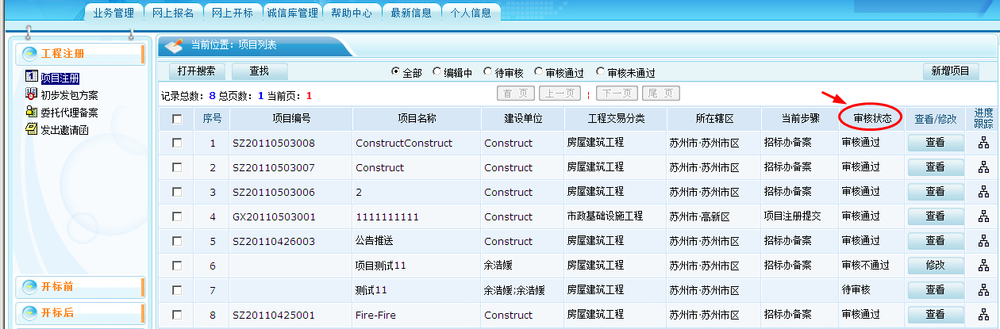 业务管理 网上报名 网上开标 诚信库管理 帮助中心 最新信息 个人信息
工程注册
项目注册
初步发包方案
委托代理备案
发出邀请函
开标前
开标后
当前位置：项目列表
打开搜索 查找 全部 编辑中 待审核 审核通过 审核未通过 新增项目
记录总数：8 总页数：1 当前页：1 首 页 上一页 下一页 尾 页
序号 项目编号 项目名称 建设单位 工程交易分类 所在辖区 当前步骤 审核状态 查看/修改 进度跟踪
1 SZ20110503008 ConstructConstruct Construct 房屋建筑工程 苏州市·苏州市区 招标办备案 审核通过 查看
2 SZ20110503007 Construct Construct 房屋建筑工程 苏州市·苏州市区 招标办备案 审核通过 查看
3 SZ20110503006 2 Construct 房屋建筑工程 苏州市·苏州市区 招标办备案 审核通过 查看
4 GX20110503001 1111111111 Construct 市政基础设施工程 苏州市·高新区 项目注册提交 审核通过 查看
5 SZ20110426003 公告推送 Construct 房屋建筑工程 苏州市·苏州市区 招标办备案 审核通过 查看
6 项目测试11 余洁媛 房屋建筑工程 苏州市·苏州市区 招标办备案 审核不通过 修改
7 测试11 余洁媛;余洁媛 房屋建筑工程 苏州市·苏州市区 待审核 查看
8 SZ20110425001 Fire-Fire Construct 房屋建筑工程 苏州市·苏州市区 招标办备案 审核通过 查看